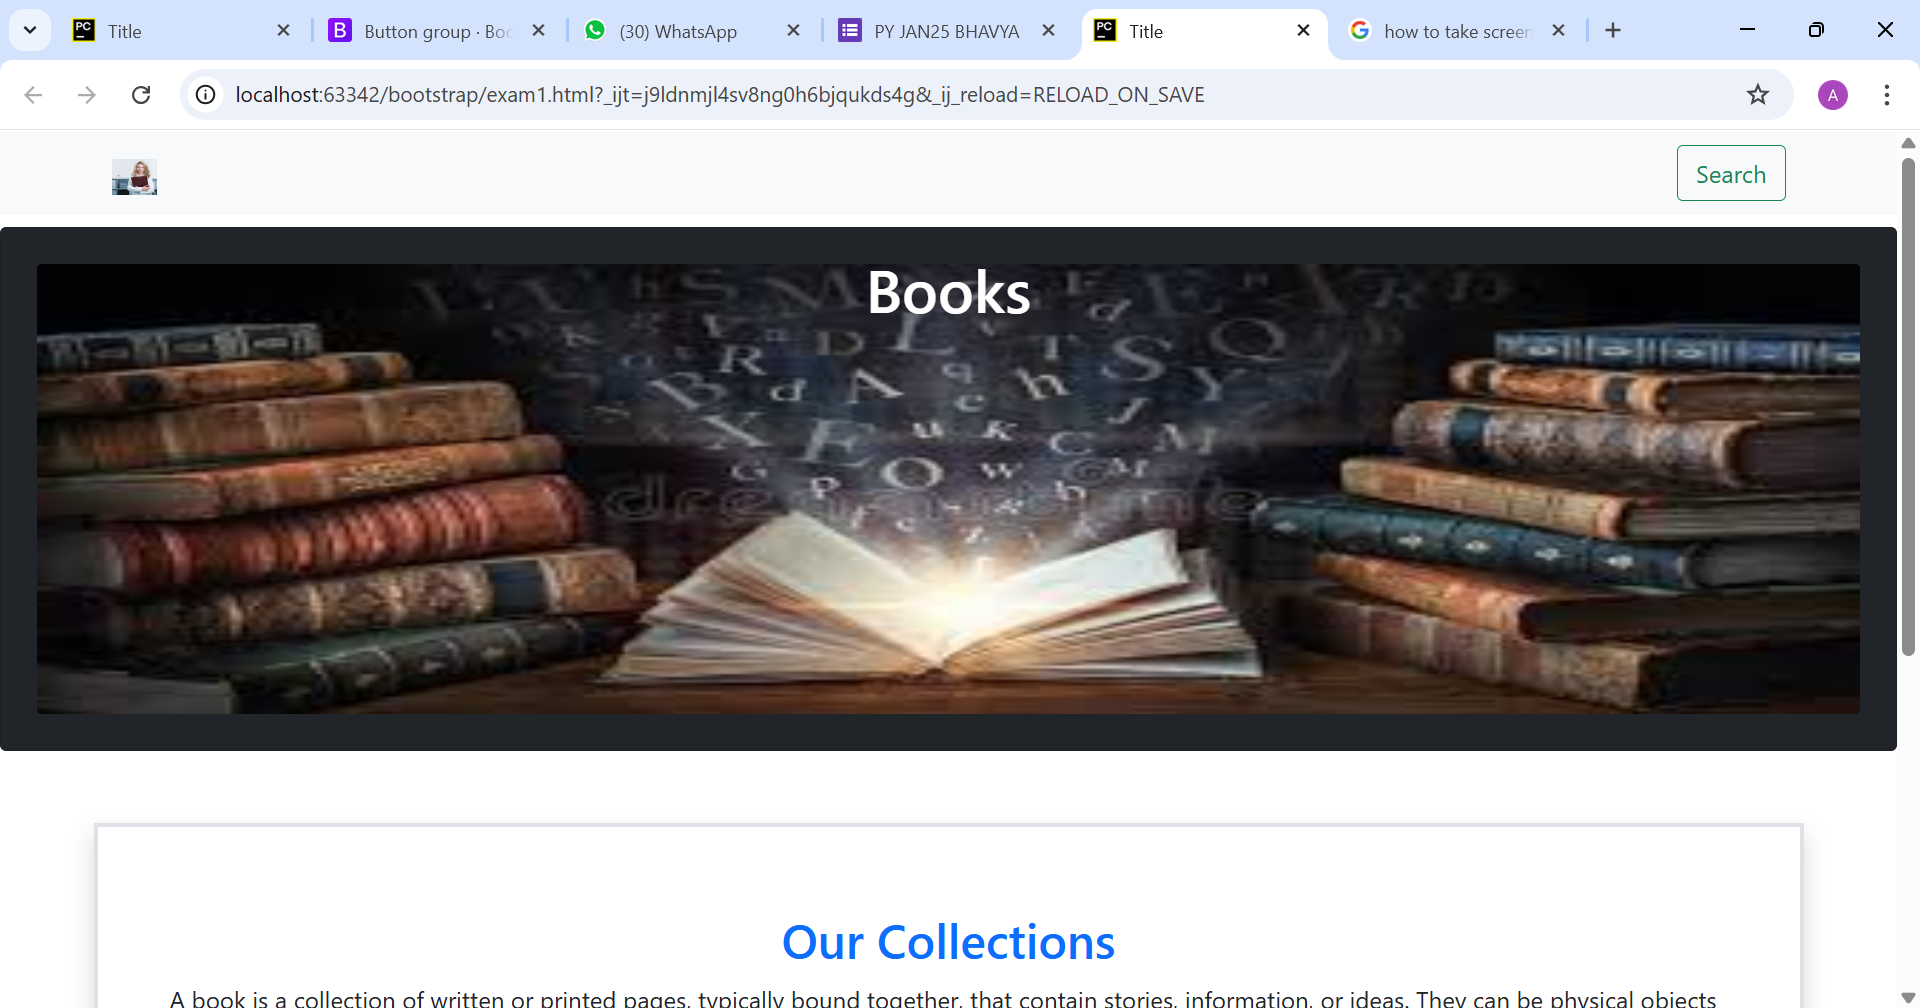 Title
Button group · Boo
(30) WhatsApp
PY JAN25 BHAVYA
Title
how to take screen
localhost:63342/bootstrap/exam1.html?_ijt=j9ldnmjl4sv8ng0h6bjqukds4g&_ij_reload=RELOAD_ON_SAVE
A
Search
Books
dreamstime
Our Collections
A book is a collection of written or printed pages, typically bound together, that contain stories, information, or ideas. They can be physical objects